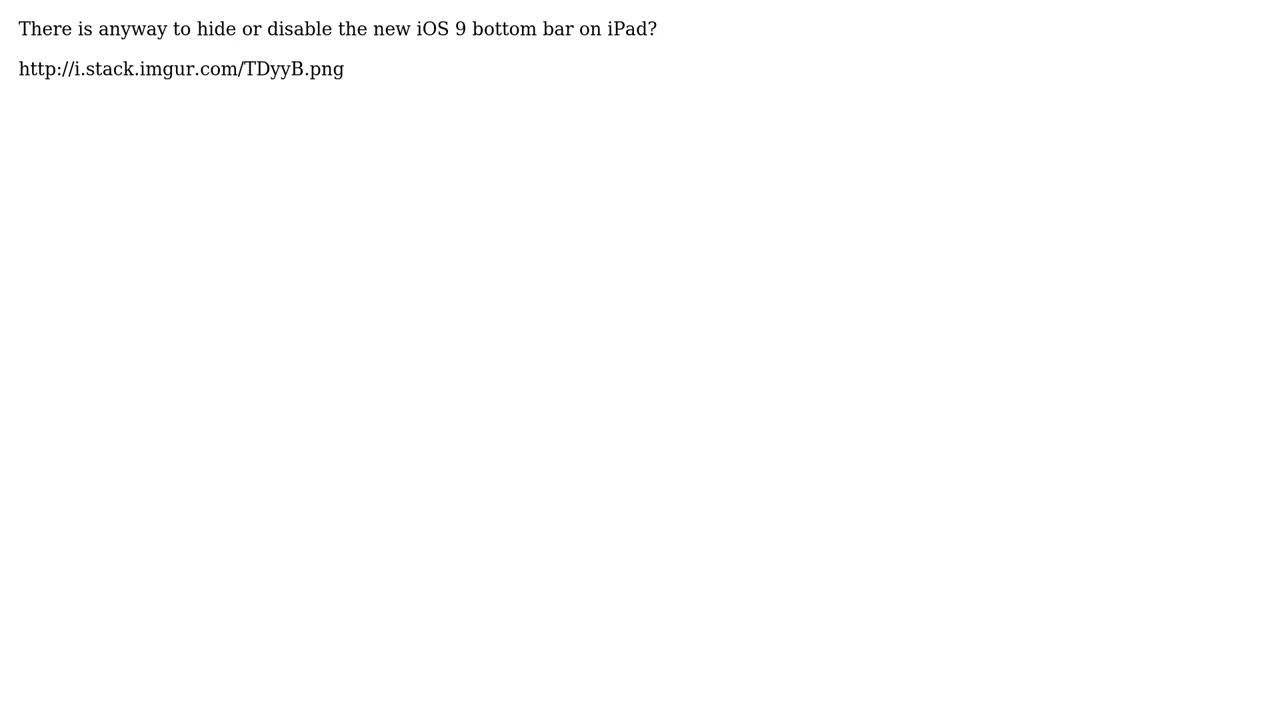 There is anyway to hide or disable the new iOS 9 bottom bar on iPad?
http://i.stack.imgur.com/TDyyB.png